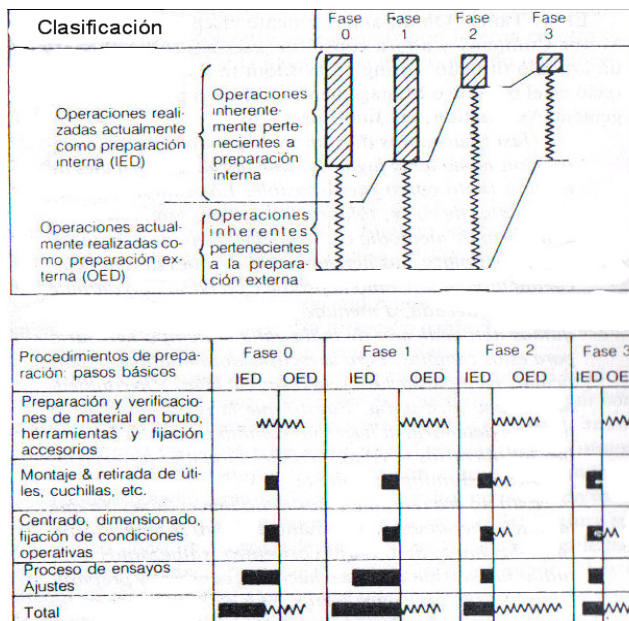 Clasificación
Fase 0
Fase 1
Fase 2
Fase 3
Operaciones reali-
zadas actualmente
como preparación
interna (IED)
Operaciones
inherente-
mente perte-
necientes a
preparación
interna
Operaciones actual-
mente realizadas co-
mo preparación ex-
terna (OED)
Operaciones
inherentes
pertenecientes
a la prepara-
ción externa
Procedimientos de prepa-
ración: pasos básicos
Fase 0
Fase 1
Fase 2
Fase 3
IED OED
IED OED
IED OED
IED OE
Preparación y verificacio-
nes de material en bruto,
herramientas y fijación
accesorios
Montaje & retirada de úti-
les, cuchillas, etc.
Centrado, dimensionado,
fijación de condiciones
operativas
Proceso de ensayos
Ajustes
Total